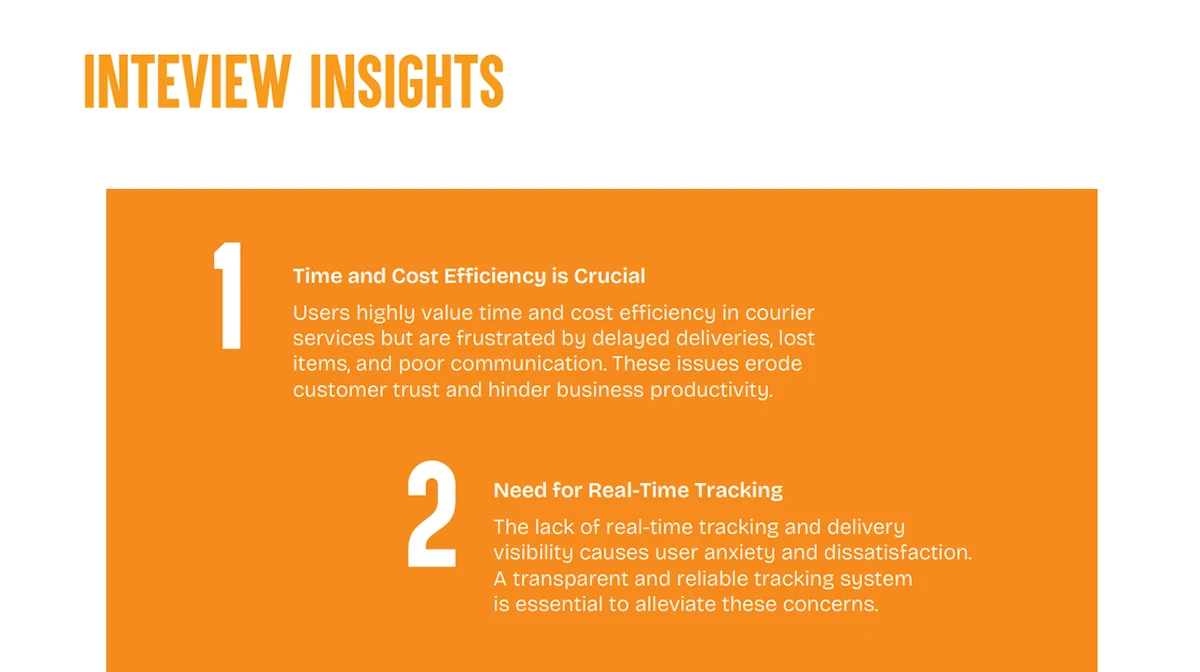 INTEVIEW INSIGHTS
1
Time and Cost Efficiency is Crucial
Users highly value time and cost efficiency in courier
services but are frustrated by delayed deliveries, lost
items, and poor communication. These issues erode
customer trust and hinder business productivity.
2
Need for Real-Time Tracking
The lack of real-time tracking and delivery
visibility causes user anxiety and dissatisfaction.
A transparent and reliable tracking system
is essential to alleviate these concerns.